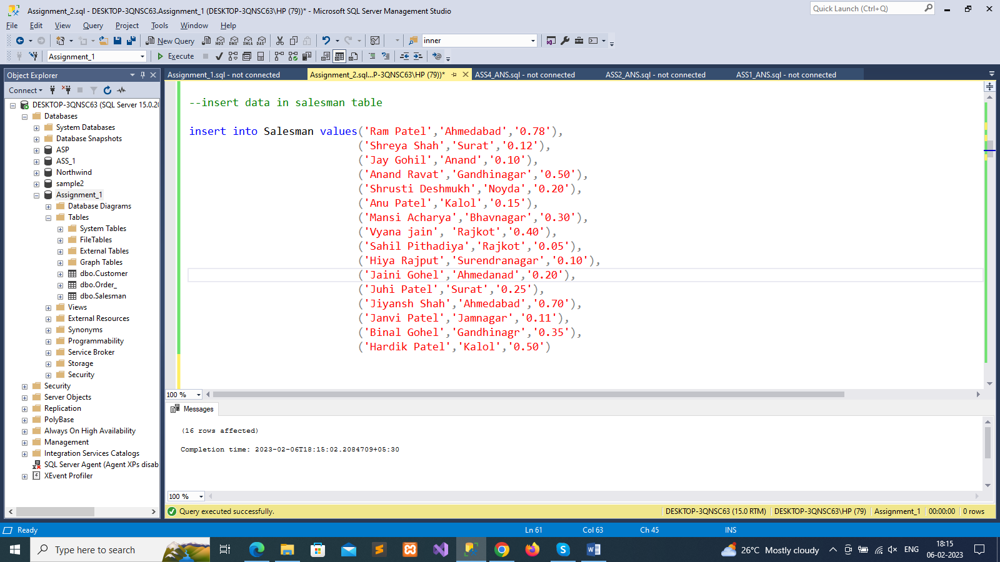 Assignment_2.sql - DESKTOP-3QNSC63.Assignment_1 (DESKTOP-3QNSC63\HP (79))* - Microsoft SQL Server Management Studio
Quick Launch (Ctrl+Q)
File Edit View Query Project Tools Window Help
New Query MDX DMX XMLA DAX inner
Assignment_1 Execute
Object Explorer
Assignment_1.sql - not connected
Assignment_2.sql...P-3QNSC63\HP (79))*
ASS4_ANS.sql - not connected
ASS2_ANS.sql - not connected
ASS1_ANS.sql - not connected
Connect
DESKTOP-3QNSC63 (SQL Server 15.0.20
Databases
System Databases
Database Snapshots
ASP
ASS_1
Northwind
sample2
Assignment_1
Database Diagrams
Tables
System Tables
FileTables
External Tables
Graph Tables
dbo.Customer
dbo.Order_
dbo.Salesman
Views
External Resources
Synonyms
Programmability
Service Broker
Storage
Security
Security
Server Objects
Replication
PolyBase
Always On High Availability
Management
Integration Services Catalogs
SQL Server Agent (Agent XPs disab
XEvent Profiler
--insert data in salesman table
insert into Salesman values('Ram Patel','Ahmedabad','0.78'),
('Shreya Shah','Surat','0.12'),
('Jay Gohil','Anand','0.10'),
('Anand Ravat','Gandhinagar','0.50'),
('Shrusti Deshmukh','Noyda','0.20'),
('Anu Patel','Kalol','0.15'),
('Mansi Acharya','Bhavnagar','0.30'),
('Vyana jain', 'Rajkot','0.40'),
('Sahil Pithadiya','Rajkot','0.05'),
('Hiya Rajput','Surendranagar','0.10'),
('Jaini Gohel','Ahmedanad','0.20'),
('Juhi Patel','Surat','0.25'),
('Jiyansh Shah','Ahmedabad','0.70'),
('Janvi Patel','Jamnagar','0.11'),
('Binal Gohel','Gandhinagr','0.35'),
('Hardik Patel','Kalol','0.50')
100 %
Messages
(16 rows affected)
Completion time: 2023-02-06T18:15:02.2084709+05:30
100 %
Query executed successfully.
DESKTOP-3QNSC63 (15.0 RTM) DESKTOP-3QNSC63\HP (79) Assignment_1 00:00:00 0 rows
Ready Ln 61 Col 63 Ch 45 INS
Type here to search
26°C Mostly cloudy
ENG
18:15
06-02-2023